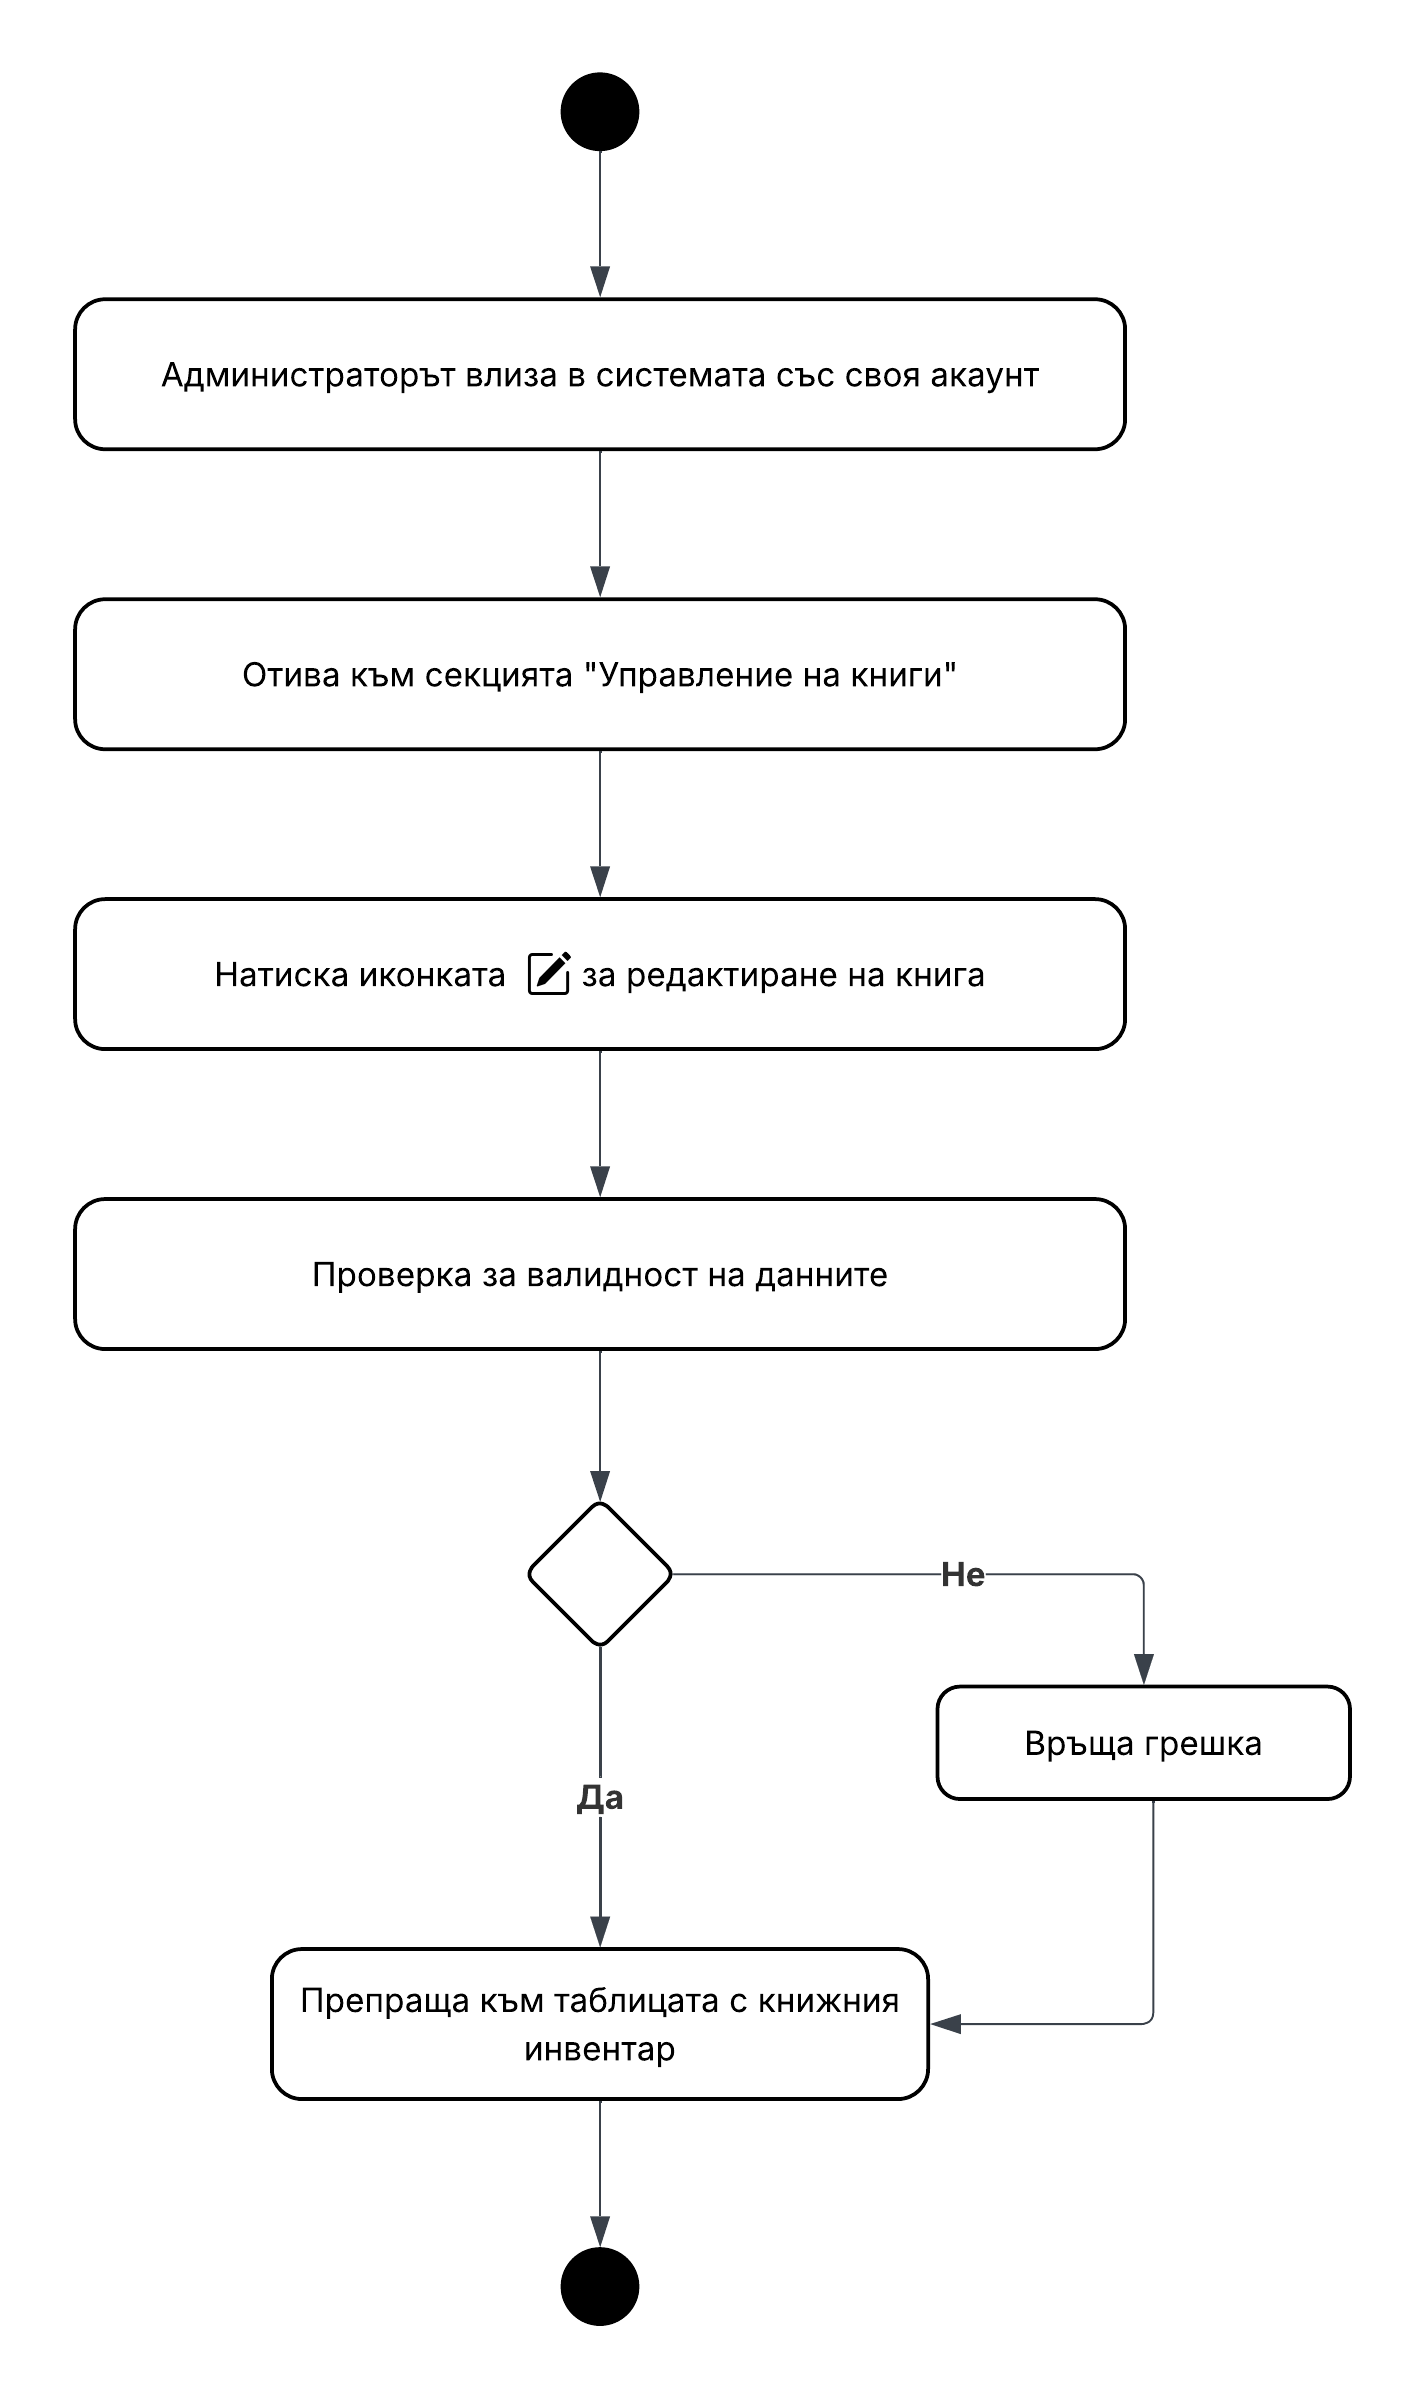 Администраторът влиза в системата със своя акаунт
Отива към секцията "Управление на книги"
Натиска иконката за редактиране на книга
Проверка за валидност на данните
Не
Връща грешка
Да
Препраща към таблицата с книжния
инвентар